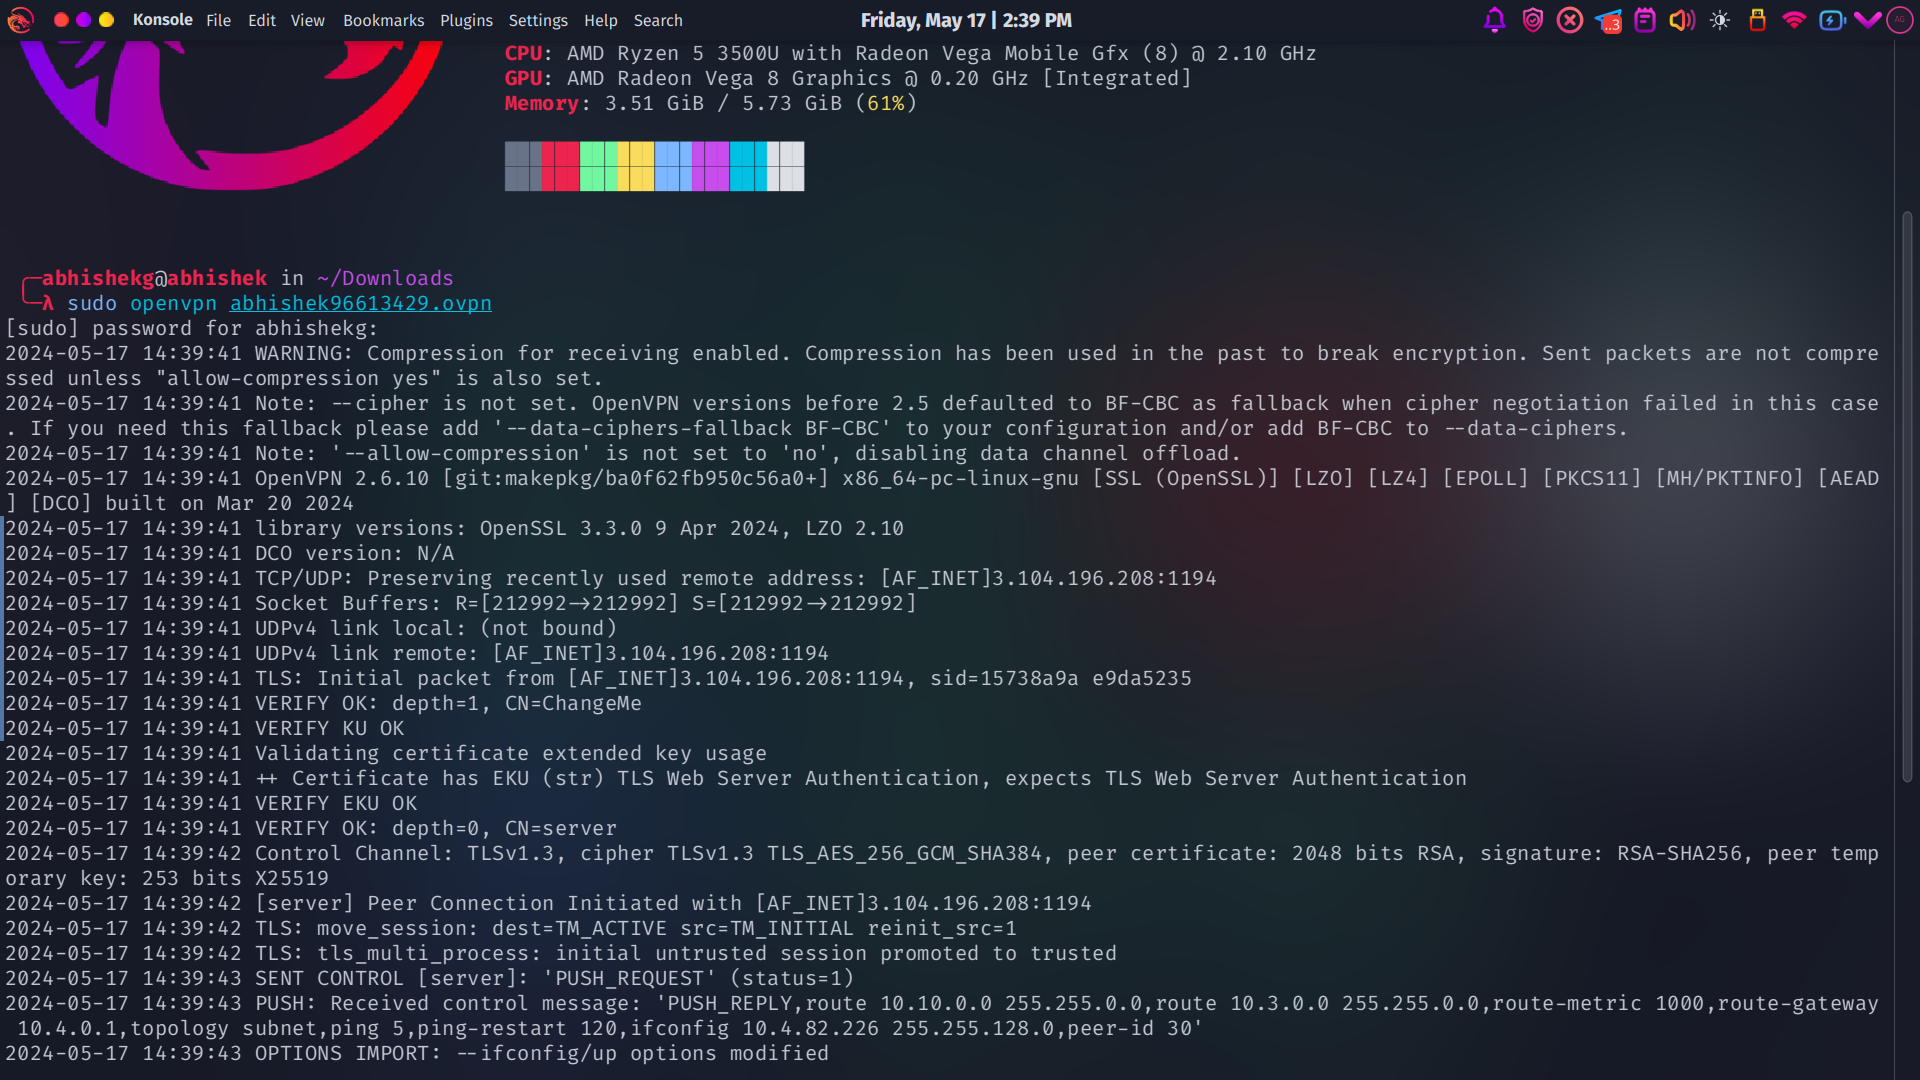 Konsole File Edit View Bookmarks Plugins Settings Help Search Friday, May 17 | 2:39 PM ..3 AG
CPU: AMD Ryzen 5 3500U with Radeon Vega Mobile Gfx (8) @ 2.10 GHz
GPU: AMD Radeon Vega 8 Graphics @ 0.20 GHz [Integrated]
Memory: 3.51 GiB / 5.73 GiB (61%)
abhishekg@abhishek in ~/Downloads
λ sudo openvpn abhishek96613429.ovpn
[sudo] password for abhishekg:
2024-05-17 14:39:41 WARNING: Compression for receiving enabled. Compression has been used in the past to break encryption. Sent packets are not compre
ssed unless "allow-compression yes" is also set.
2024-05-17 14:39:41 Note: --cipher is not set. OpenVPN versions before 2.5 defaulted to BF-CBC as fallback when cipher negotiation failed in this case
. If you need this fallback please add '--data-ciphers-fallback BF-CBC' to your configuration and/or add BF-CBC to --data-ciphers.
2024-05-17 14:39:41 Note: '--allow-compression' is not set to 'no', disabling data channel offload.
2024-05-17 14:39:41 OpenVPN 2.6.10 [git:makepkg/ba0f62fb950c56a0+] x86_64-pc-linux-gnu [SSL (OpenSSL)] [LZO] [LZ4] [EPOLL] [PKCS11] [MH/PKTINFO] [AEAD
] [DCO] built on Mar 20 2024
2024-05-17 14:39:41 library versions: OpenSSL 3.3.0 9 Apr 2024, LZO 2.10
2024-05-17 14:39:41 DCO version: N/A
2024-05-17 14:39:41 TCP/UDP: Preserving recently used remote address: [AF_INET]3.104.196.208:1194
2024-05-17 14:39:41 Socket Buffers: R=[212992->212992] S=[212992->212992]
2024-05-17 14:39:41 UDPv4 link local: (not bound)
2024-05-17 14:39:41 UDPv4 link remote: [AF_INET]3.104.196.208:1194
2024-05-17 14:39:41 TLS: Initial packet from [AF_INET]3.104.196.208:1194, sid=15738a9a e9da5235
2024-05-17 14:39:41 VERIFY OK: depth=1, CN=ChangeMe
2024-05-17 14:39:41 VERIFY KU OK
2024-05-17 14:39:41 Validating certificate extended key usage
2024-05-17 14:39:41 ++ Certificate has EKU (str) TLS Web Server Authentication, expects TLS Web Server Authentication
2024-05-17 14:39:41 VERIFY EKU OK
2024-05-17 14:39:41 VERIFY OK: depth=0, CN=server
2024-05-17 14:39:42 Control Channel: TLSv1.3, cipher TLSv1.3 TLS_AES_256_GCM_SHA384, peer certificate: 2048 bits RSA, signature: RSA-SHA256, peer temp
orary key: 253 bits X25519
2024-05-17 14:39:42 [server] Peer Connection Initiated with [AF_INET]3.104.196.208:1194
2024-05-17 14:39:42 TLS: move_session: dest=TM_ACTIVE src=TM_INITIAL reinit_src=1
2024-05-17 14:39:42 TLS: tls_multi_process: initial untrusted session promoted to trusted
2024-05-17 14:39:43 SENT CONTROL [server]: 'PUSH_REQUEST' (status=1)
2024-05-17 14:39:43 PUSH: Received control message: 'PUSH_REPLY,route 10.10.0.0 255.255.0.0,route 10.3.0.0 255.255.0.0,route-metric 1000,route-gateway
10.4.0.1,topology subnet,ping 5,ping-restart 120,ifconfig 10.4.82.226 255.255.128.0,peer-id 30'
2024-05-17 14:39:43 OPTIONS IMPORT: --ifconfig/up options modified